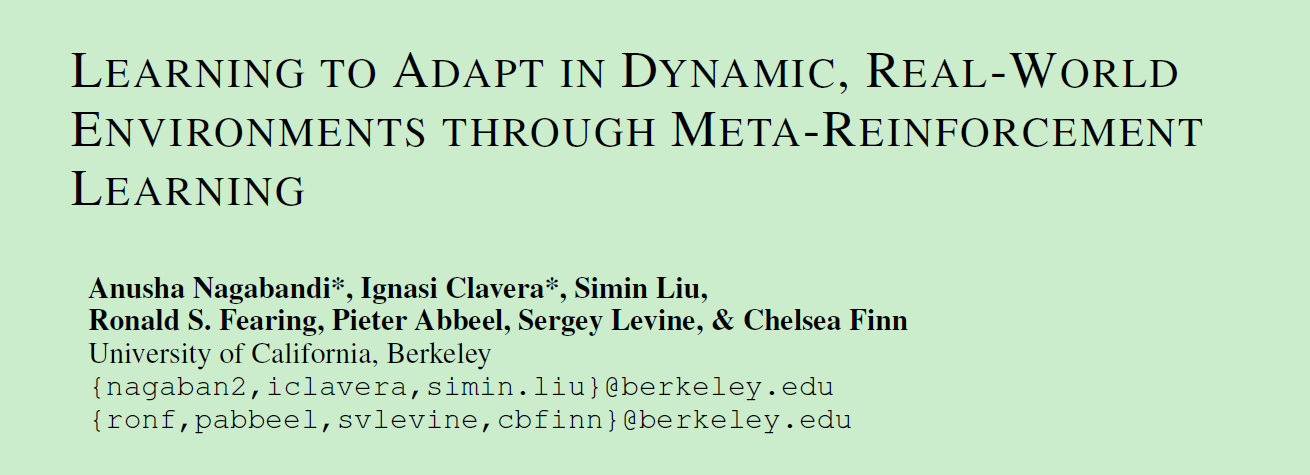 LEARNING TO ADAPT IN DYNAMIC, REAL-WORLD
ENVIRONMENTS THROUGH META-REINFORCEMENT
LEARNING
Anusha Nagabandi*, Ignasi Clavera*, Simin Liu,
Ronald S. Fearing, Pieter Abbeel, Sergey Levine, & Chelsea Finn
University of California, Berkeley
{nagaban2,iclavera,simin.liu}@berkeley.edu
{ronf,pabbeel,svlevine,cbfinn}@berkeley.edu